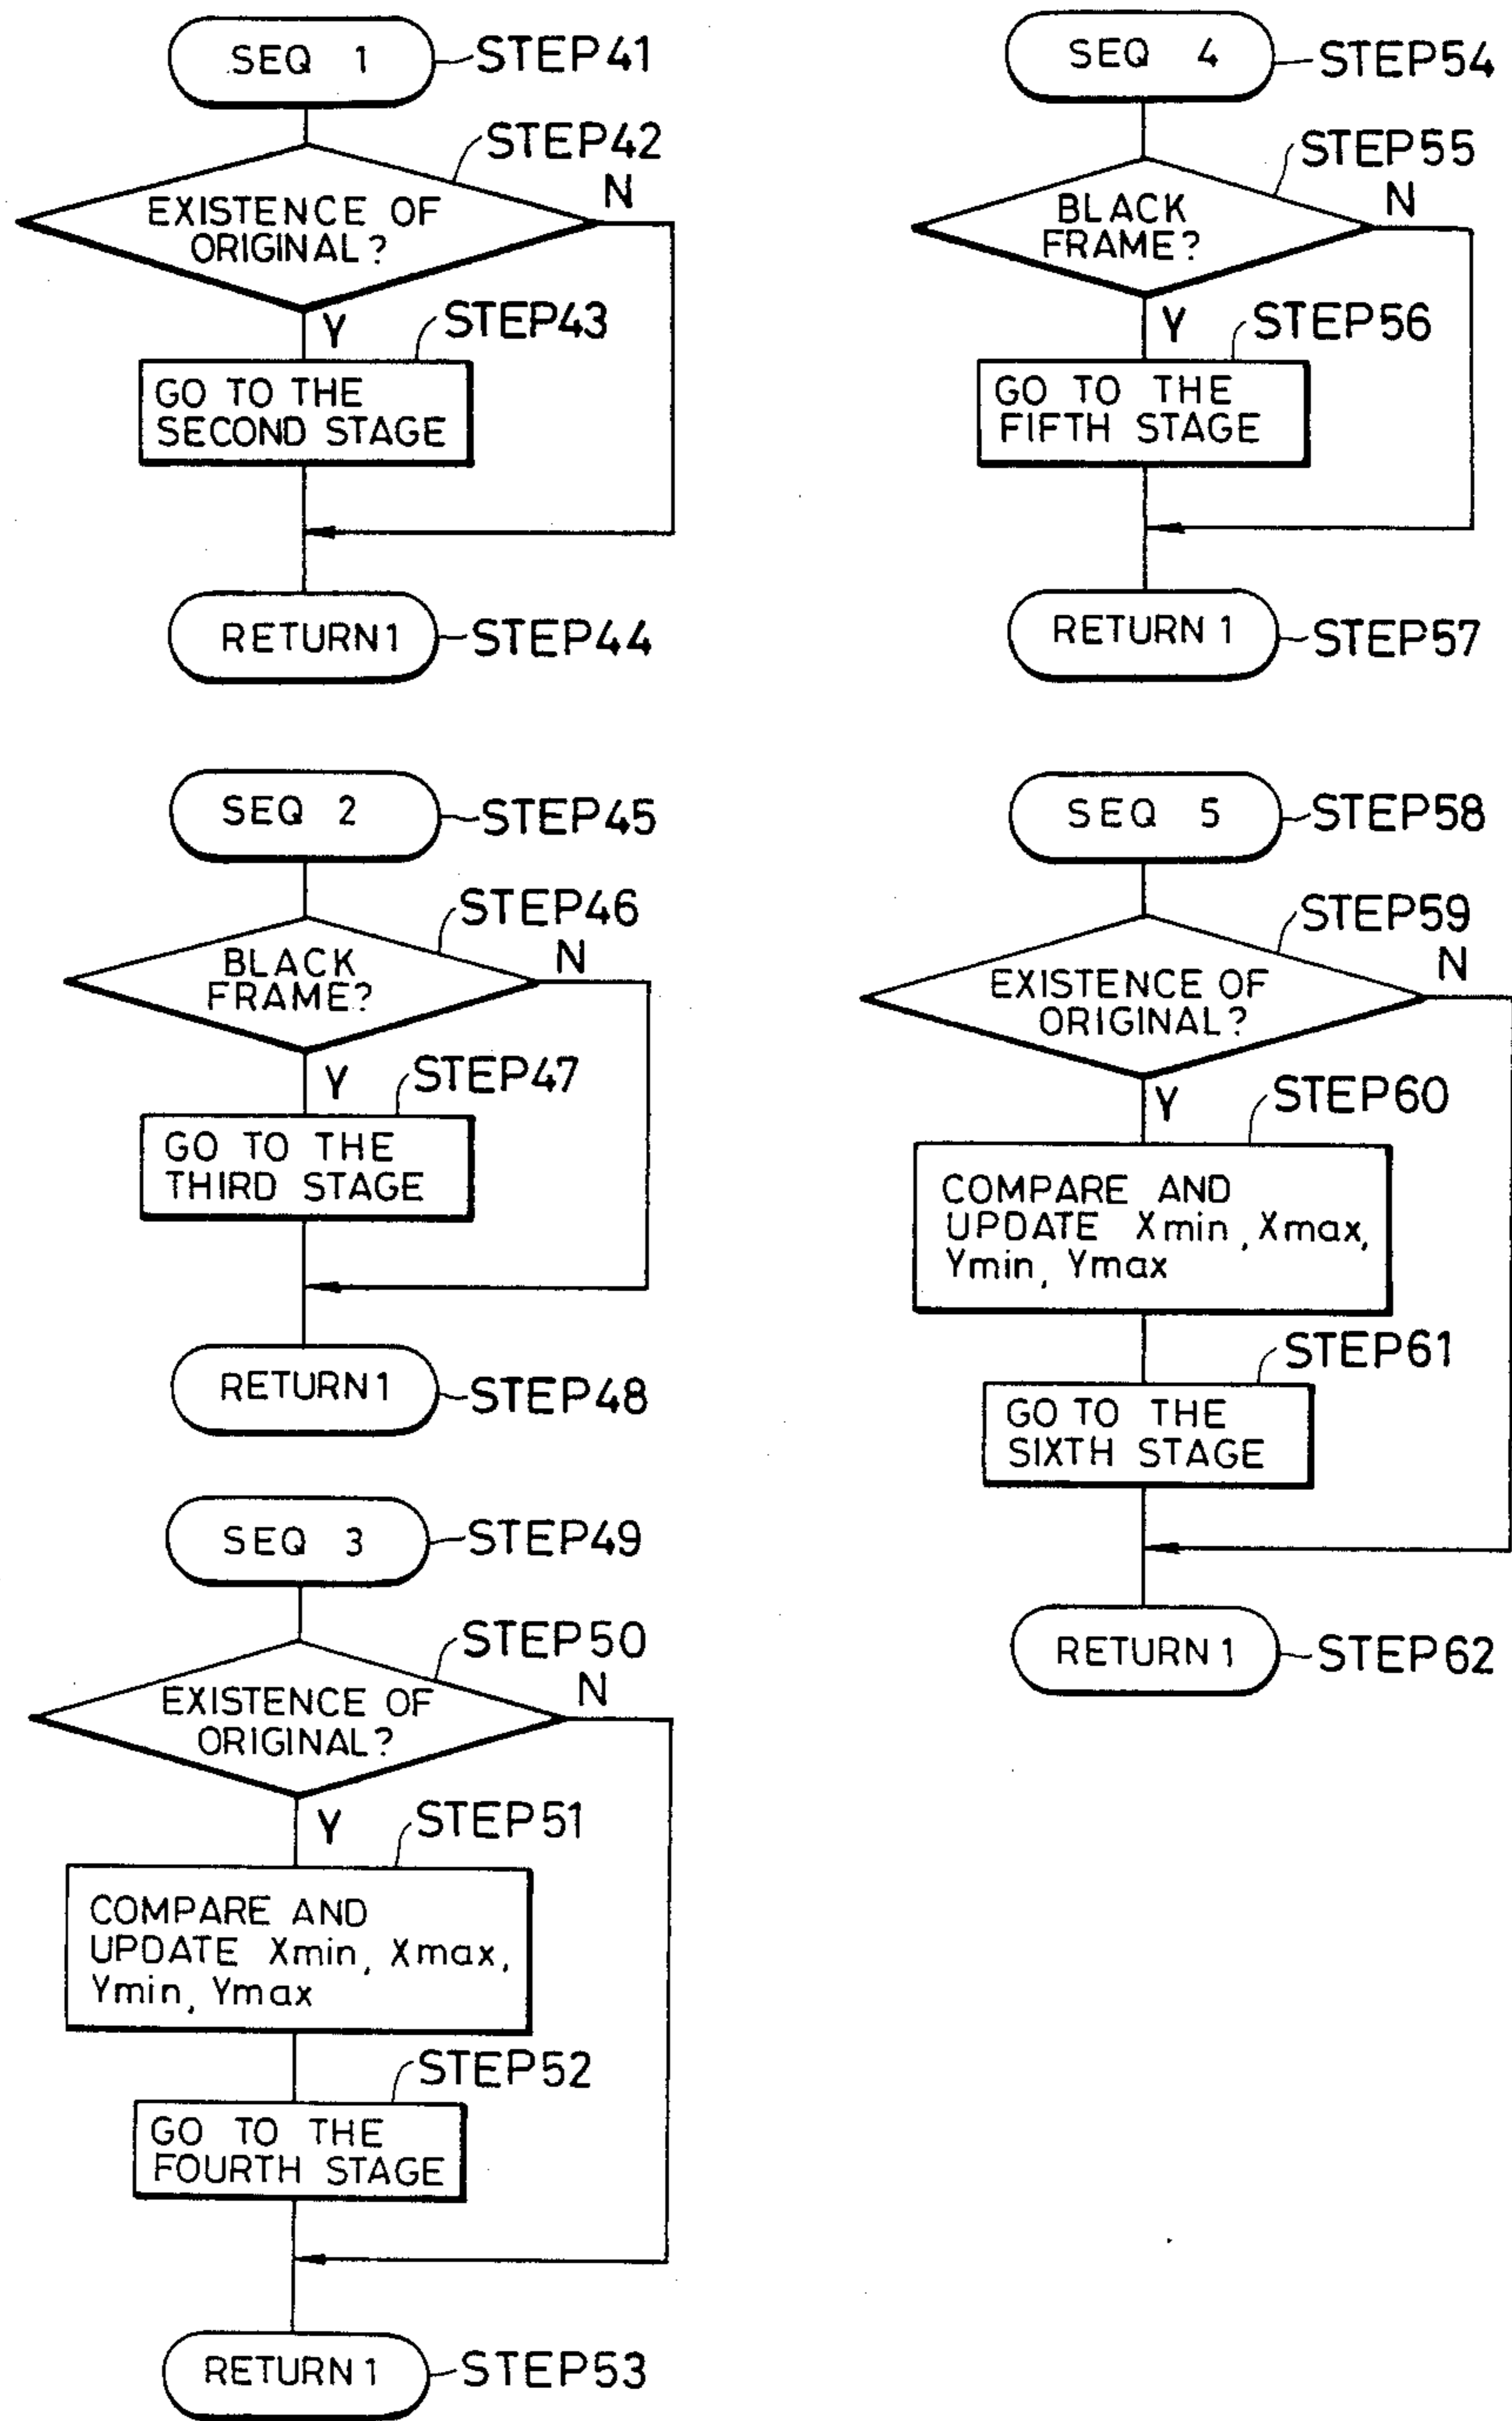 SEQ 1
STEP41
STEP42
EXISTENCE OF
ORIGINAL?
N
Y
STEP43
GO TO THE
SECOND STAGE
RETURN1
STEP44
SEQ 2
STEP45
STEP46
BLACK
FRAME?
N
Y
STEP47
GO TO THE
THIRD STAGE
RETURN1
STEP48
SEQ 3
STEP49
STEP50
EXISTENCE OF
ORIGINAL?
N
Y
STEP51
COMPARE AND
UPDATE Xmin, Xmax,
Ymin, Ymax
STEP52
GO TO THE
FOURTH STAGE
RETURN1
STEP53
SEQ 4
STEP54
STEP55
BLACK
FRAME?
N
Y
STEP56
GO TO THE
FIFTH STAGE
RETURN 1
STEP57
SEQ 5
STEP58
STEP59
EXISTENCE OF
ORIGINAL?
N
Y
STEP60
COMPARE AND
UPDATE Xmin, Xmax,
Ymin, Ymax
STEP61
GO TO THE
SIXTH STAGE
RETURN 1
STEP62